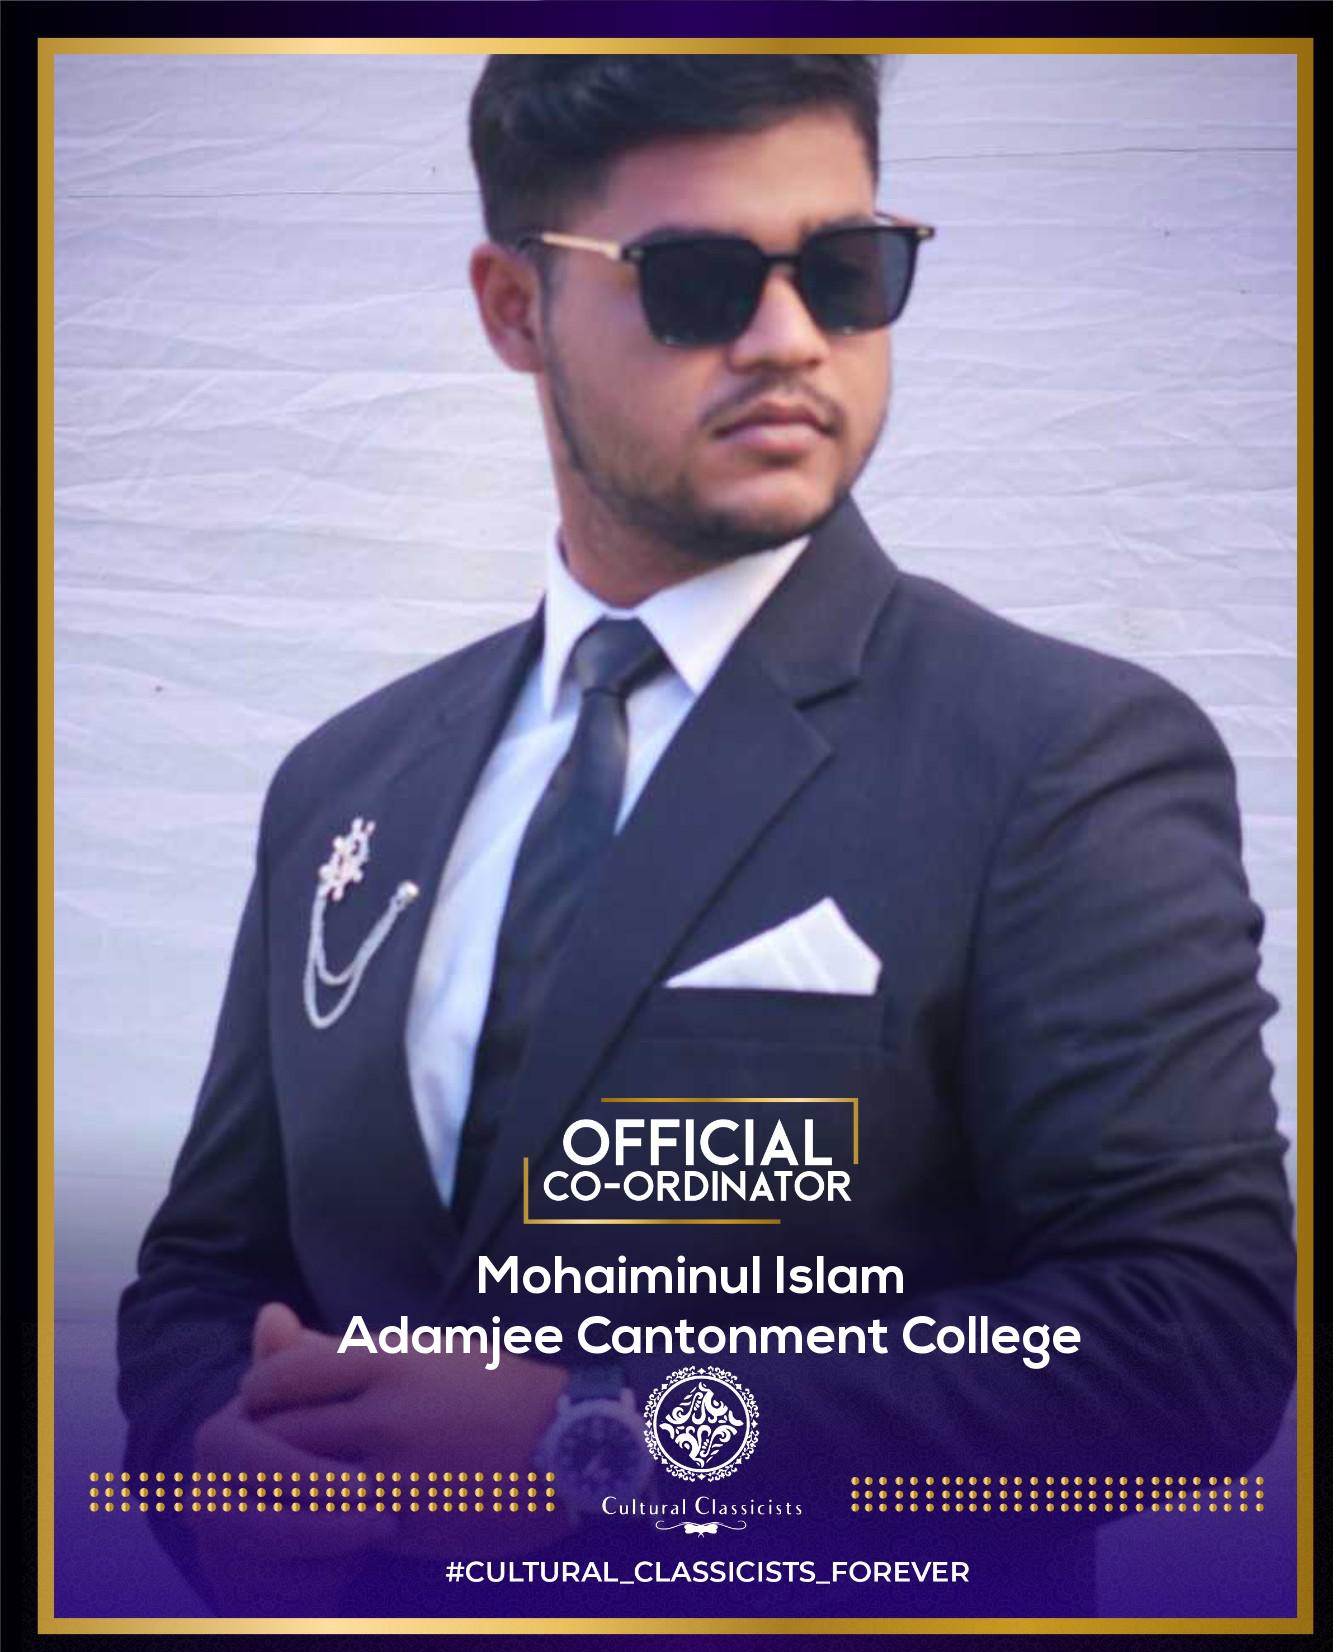 OFFICIAL
CO-ORDINATOR
Mohaiminul Islam
Adamjee Cantonment College
Cultural Classicists
#CULTURAL_CLASSICISTS_FOREVER